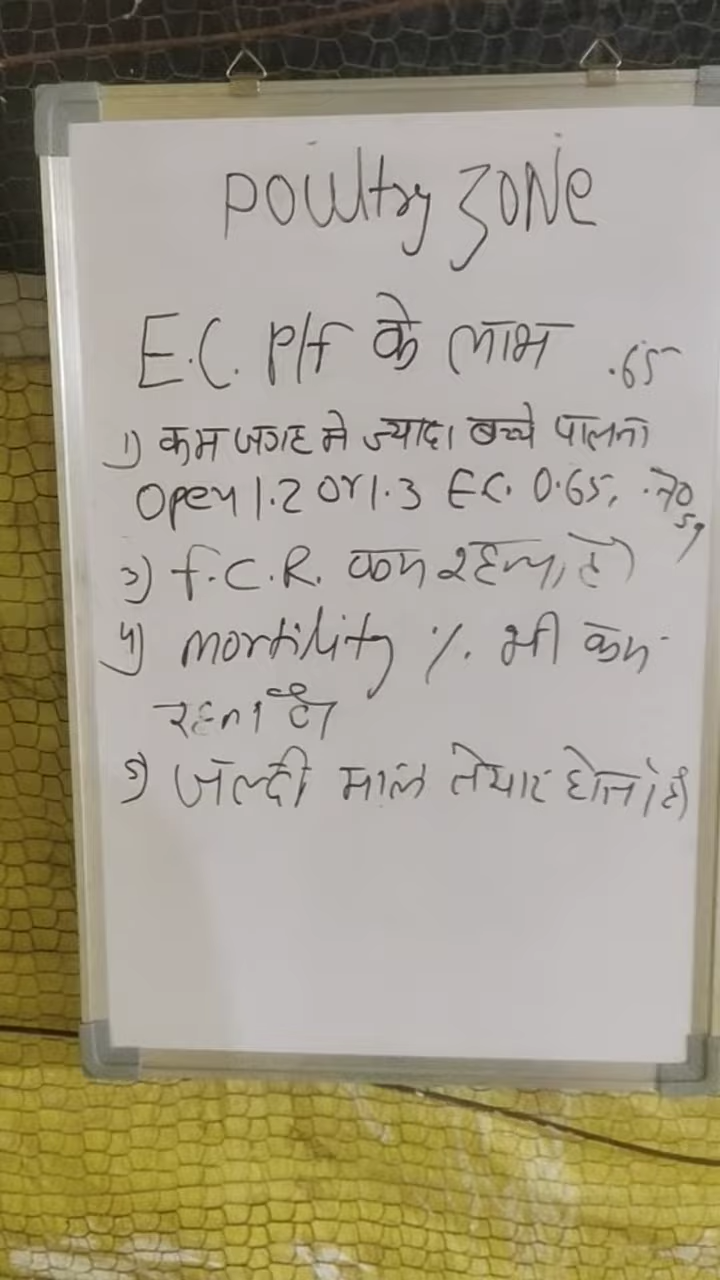 Poultry Zone
E.C. P/f के लाभ .65
1) कम जगह मे ज्यादा बच्चे पालना
Open 1.2 or 1.3 E.C. 0.65, .70
sq
3) f.C.R. कम रहता है
4) mortility % भी कम
रहता है
5) जल्दी माल तैयार होता है